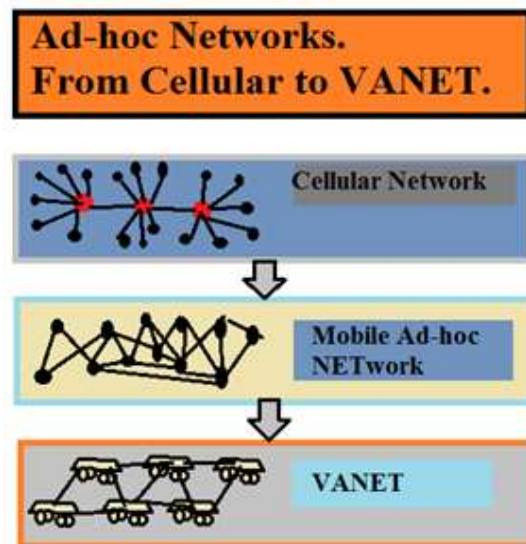 Ad-hoc Networks.
From Cellular to VANET.
Cellular Network
Mobile Ad-hoc
NETwork
VANET